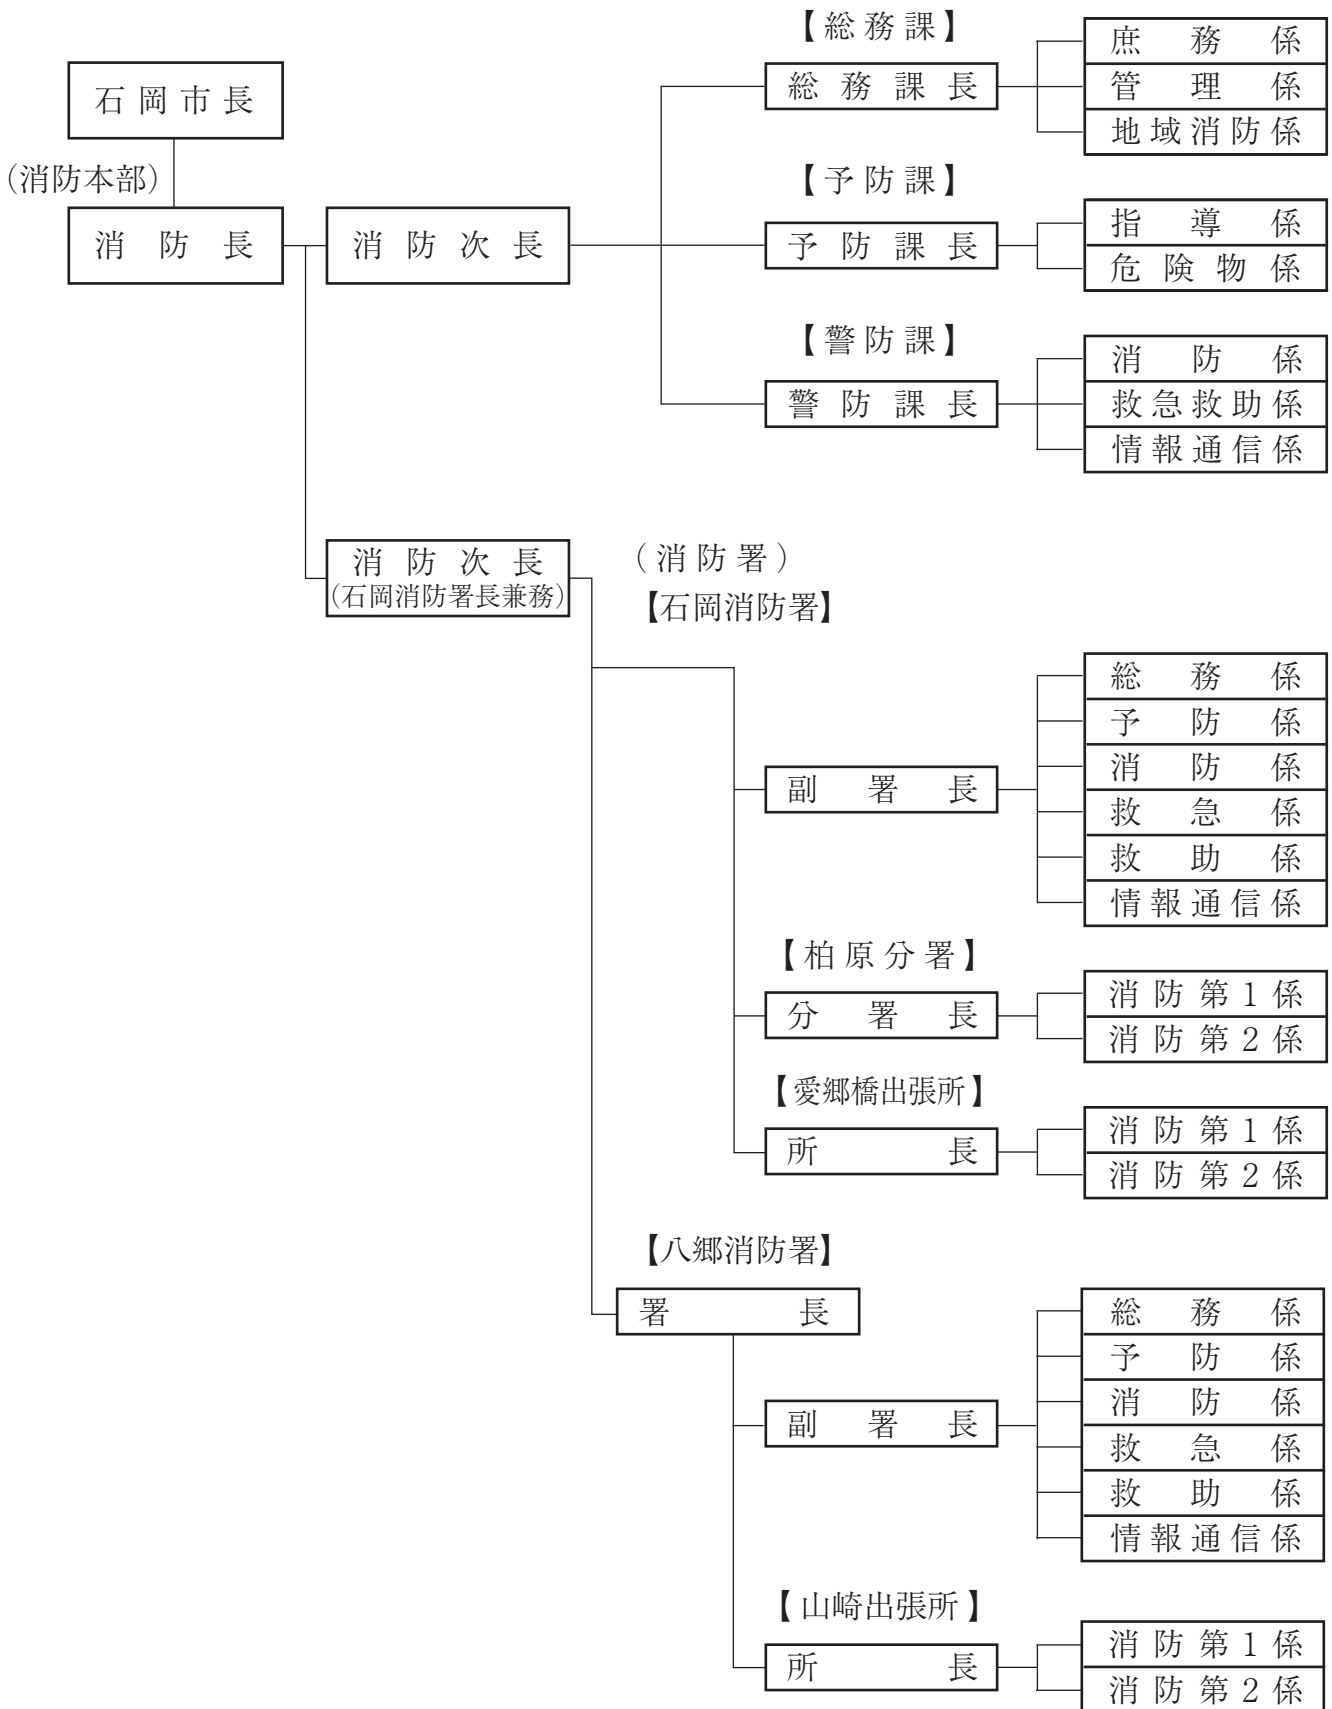 石岡市長
(消防本部)
消防長
消防次長
【総務課】
総務課長
庶務係
管理係
地域消防係
【予防課】
予防課長
指導係
危険物係
【警防課】
警防課長
消防係
救急救助係
情報通信係
消防次長
(石岡消防署長兼務)
(消防署)
【石岡消防署】
副署長
総務係
予防係
消防係
救急係
救助係
情報通信係
【柏原分署】
分署長
消防第1係
消防第2係
【愛郷橋出張所】
所長
消防第1係
消防第2係
【八郷消防署】
署長
副署長
総務係
予防係
消防係
救急係
救助係
情報通信係
【山崎出張所】
所長
消防第1係
消防第2係